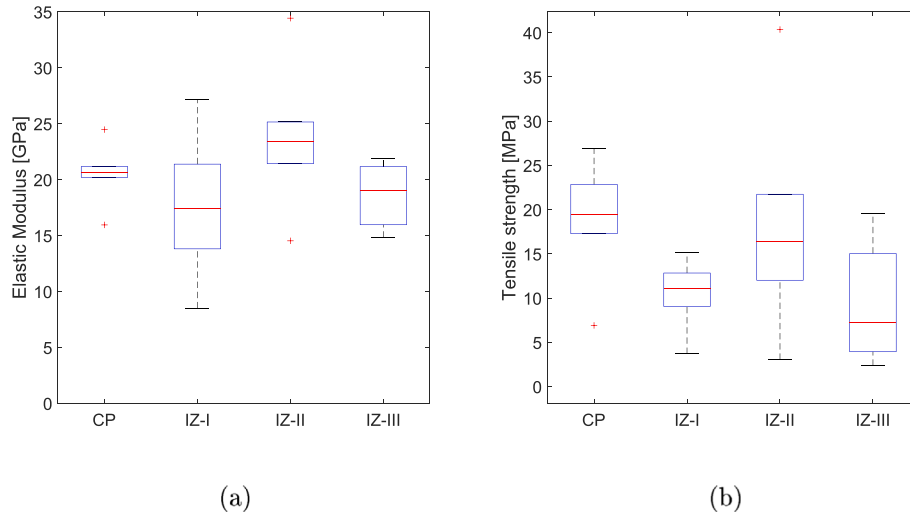 Elastic Modulus [GPa]
35
30
25
20
15
10
5
0
CP IZ-I IZ-II IZ-III
(a)
Tensile strength [MPa]
40
35
30
25
20
15
10
5
0
CP IZ-I IZ-II IZ-III
(b)